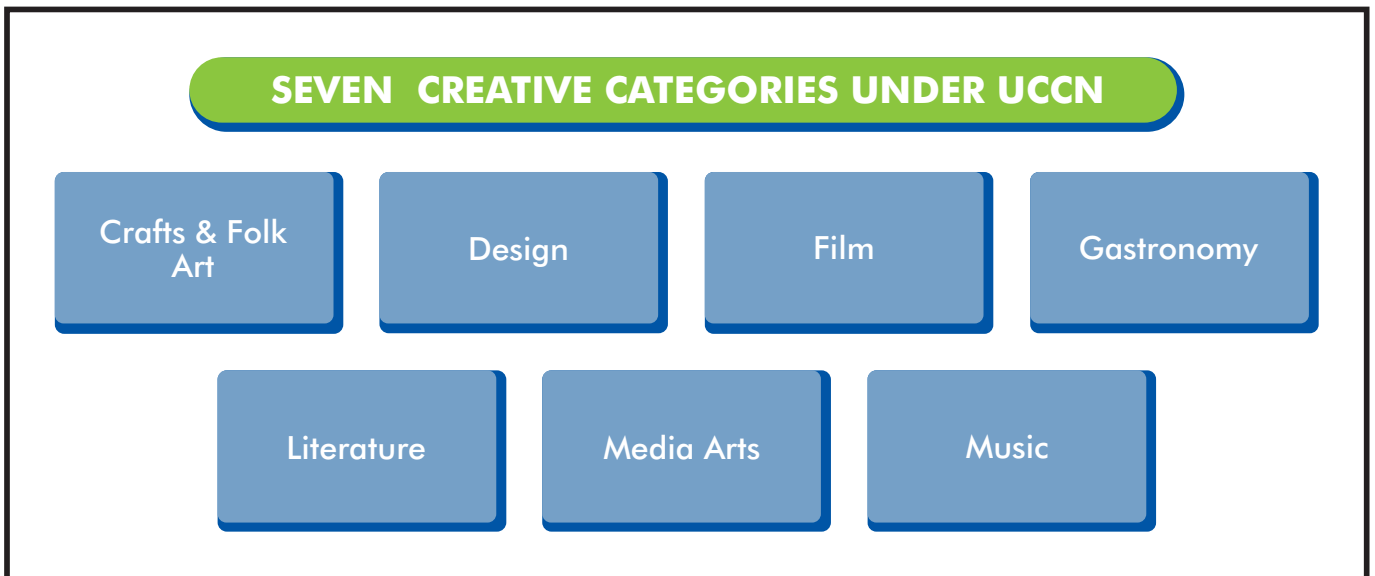 SEVEN CREATIVE CATEGORIES UNDER UCCN
Crafts & Folk
Art
Design
Film
Gastronomy
Literature
Media Arts
Music